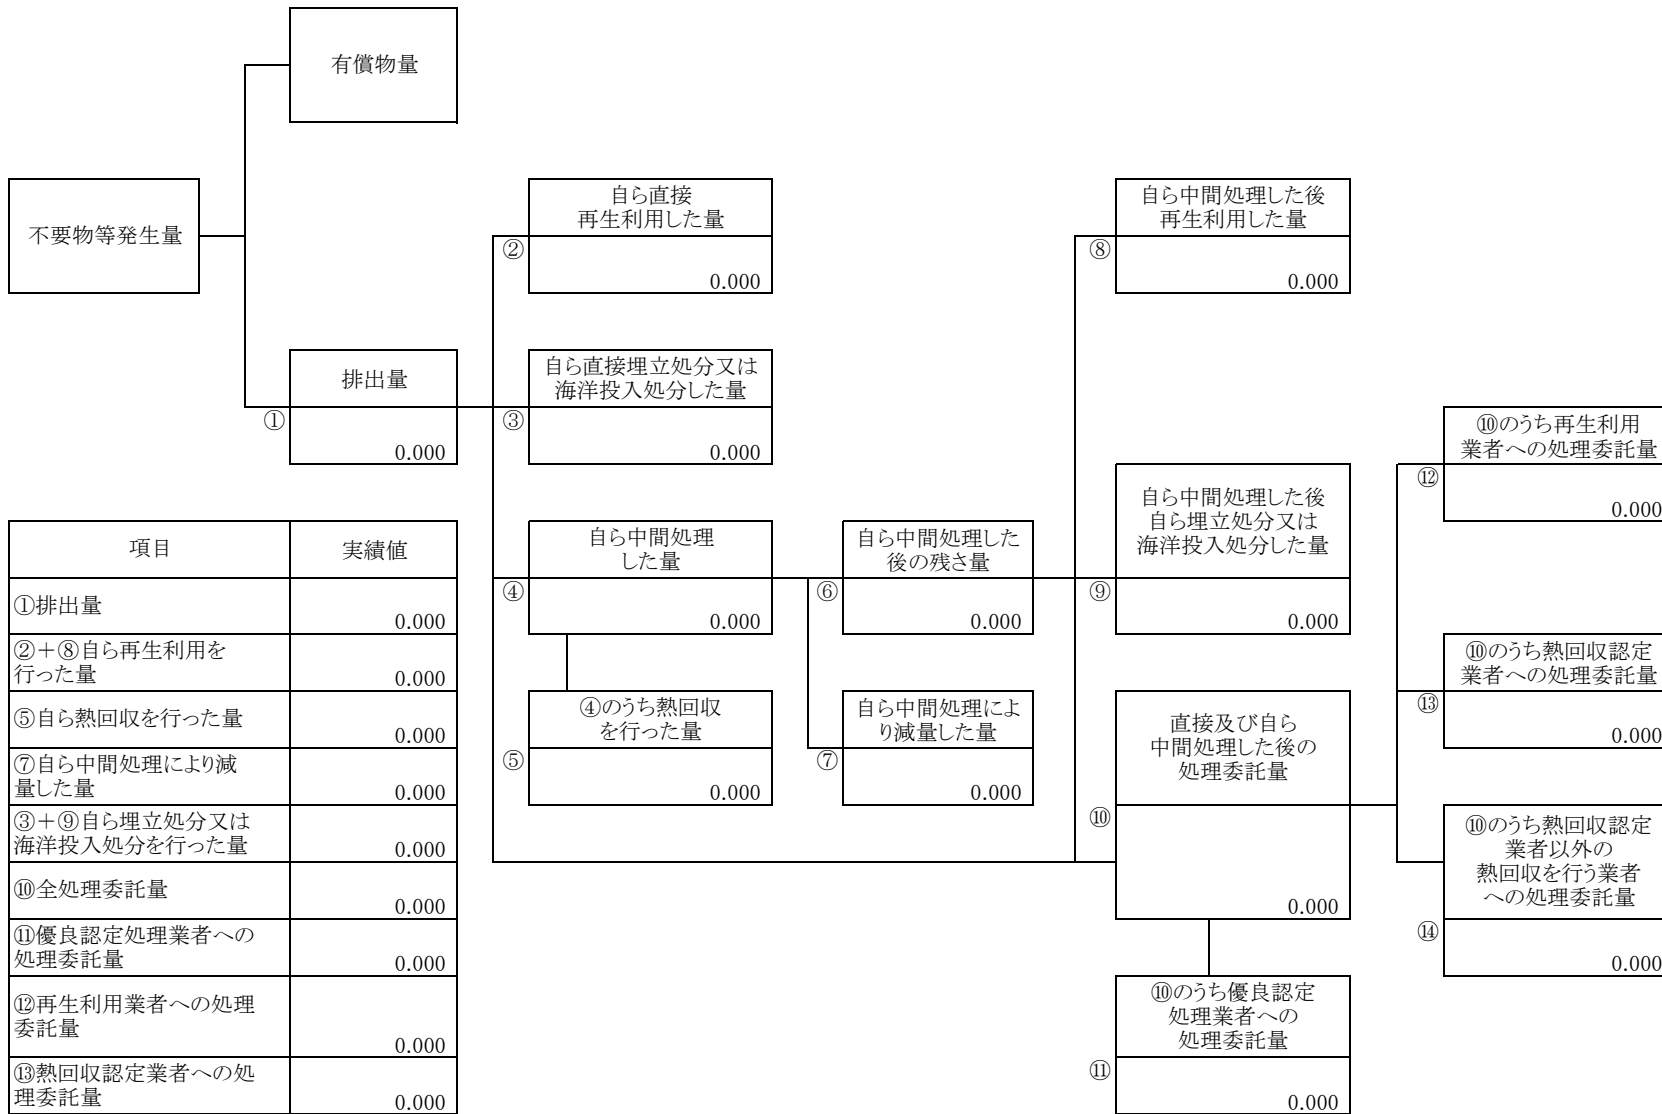 有償物量
不要物等発生量
自ら直接
再生利用した量
②
0.000
自ら中間処理した後
再生利用した量
⑧
0.000
排出量
①
0.000
自ら直接埋立処分又は
海洋投入処分した量
③
0.000
⑩のうち再生利用
業者への処理委託量
⑫
0.000
自ら中間処理
した量
④
0.000
自ら中間処理した
後の残さ量
⑥
0.000
自ら中間処理した後
自ら埋立処分又は
海洋投入処分した量
⑨
0.000
⑩のうち熱回収認定
業者への処理委託量
⑬
0.000
④のうち熱回収
を行った量
⑤
0.000
自ら中間処理によ
り減量した量
⑦
0.000
直接及び自ら
中間処理した後の
処理委託量
⑩
0.000
⑩のうち熱回収認定
業者以外の
熱回収を行う業者
への処理委託量
⑭
0.000
⑩のうち優良認定
処理業者への
処理委託量
⑪
0.000
項目 実績値
①排出量
0.000
②+⑧自ら再生利用を
行った量
0.000
⑤自ら熱回収を行った量
0.000
⑦自ら中間処理により減
量した量
0.000
③+⑨自ら埋立処分又は
海洋投入処分を行った量
0.000
⑩全処理委託量
0.000
⑪優良認定処理業者への
処理委託量
0.000
⑫再生利用業者への処理
委託量
0.000
⑬熱回収認定業者への処
理委託量
0.000